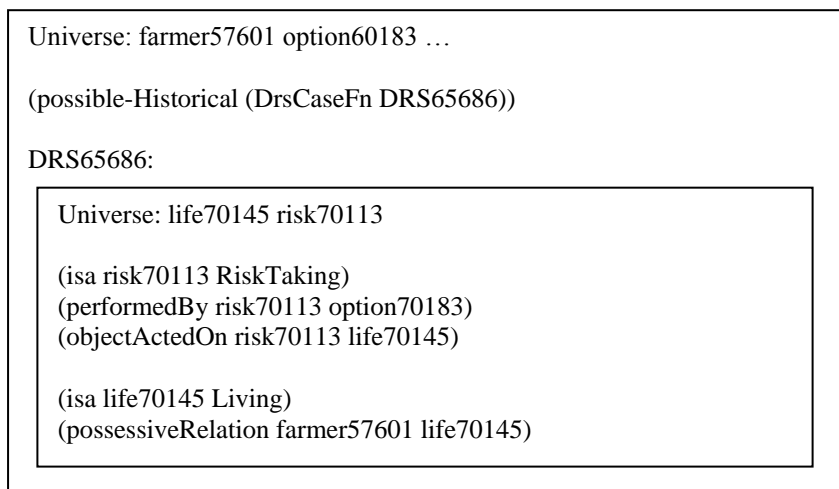 Universe: farmer57601 option60183 …
(possible-Historical (DrsCaseFn DRS65686))
DRS65686:
Universe: life70145 risk70113
(isa risk70113 RiskTaking)
(performedBy risk70113 option70183)
(objectActedOn risk70113 life70145)
(isa life70145 Living)
(possessiveRelation farmer57601 life70145)